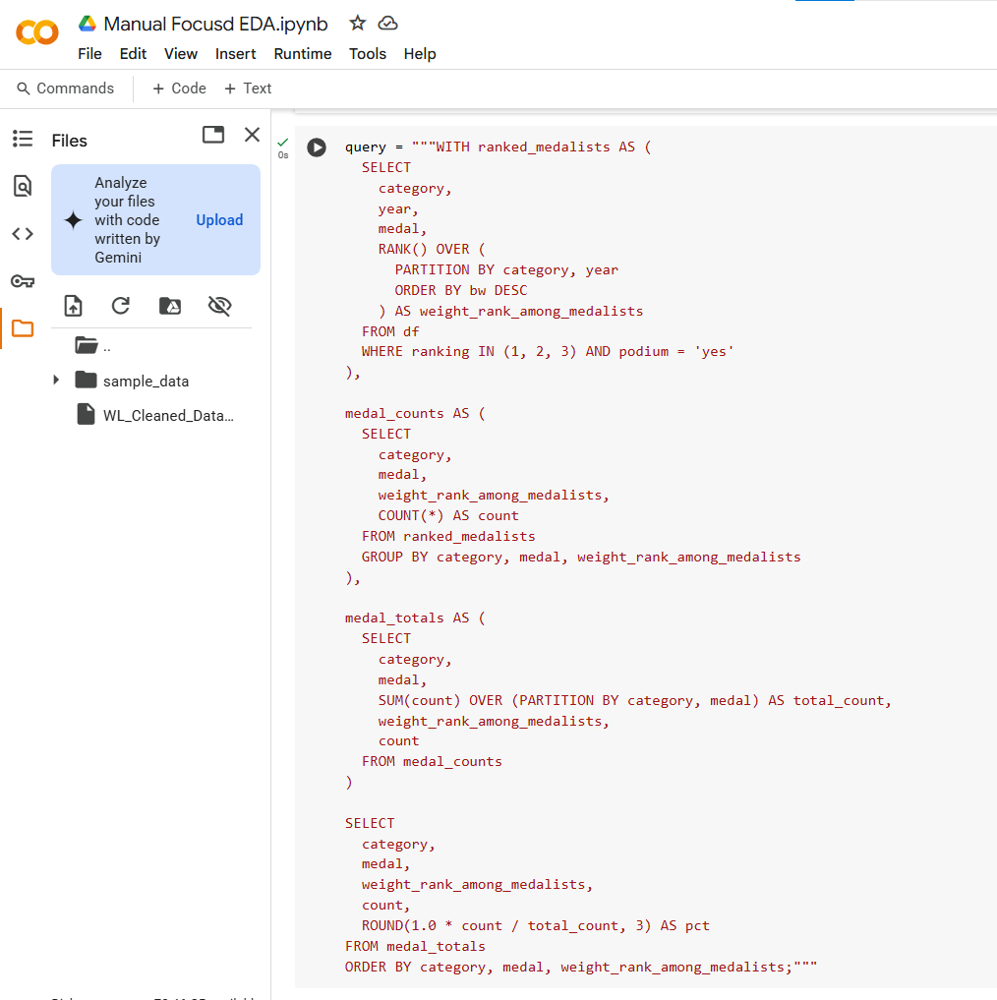 Manual Focusd EDA.ipynb
File Edit View Insert Runtime Tools Help
Commands + Code + Text
Files
Analyze
your files
with code
written by
Gemini
Upload
..
sample_data
WL_Cleaned_Data...
0s
query = """WITH ranked_medalists AS (
  SELECT
    category,
    year,
    medal,
    RANK() OVER (
      PARTITION BY category, year
      ORDER BY bw DESC
    ) AS weight_rank_among_medalists
  FROM df
  WHERE ranking IN (1, 2, 3) AND podium = 'yes'
),
medal_counts AS (
  SELECT
    category,
    medal,
    weight_rank_among_medalists,
    COUNT(*) AS count
  FROM ranked_medalists
  GROUP BY category, medal, weight_rank_among_medalists
),
medal_totals AS (
  SELECT
    category,
    medal,
    SUM(count) OVER (PARTITION BY category, medal) AS total_count,
    weight_rank_among_medalists,
    count
  FROM medal_counts
)
SELECT
  category,
  medal,
  weight_rank_among_medalists,
  count,
  ROUND(1.0 * count / total_count, 3) AS pct
FROM medal_totals
ORDER BY category, medal, weight_rank_among_medalists;"""